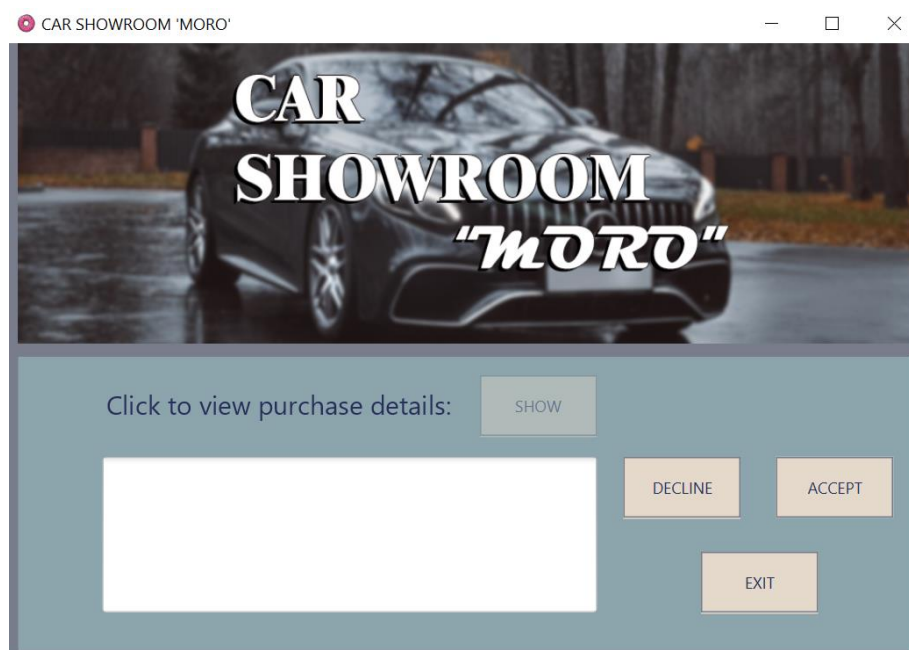 CAR SHOWROOM 'MORO'
CAR
SHOWROOM
"MORO"
Click to view purchase details:
SHOW
DECLINE
ACCEPT
EXIT